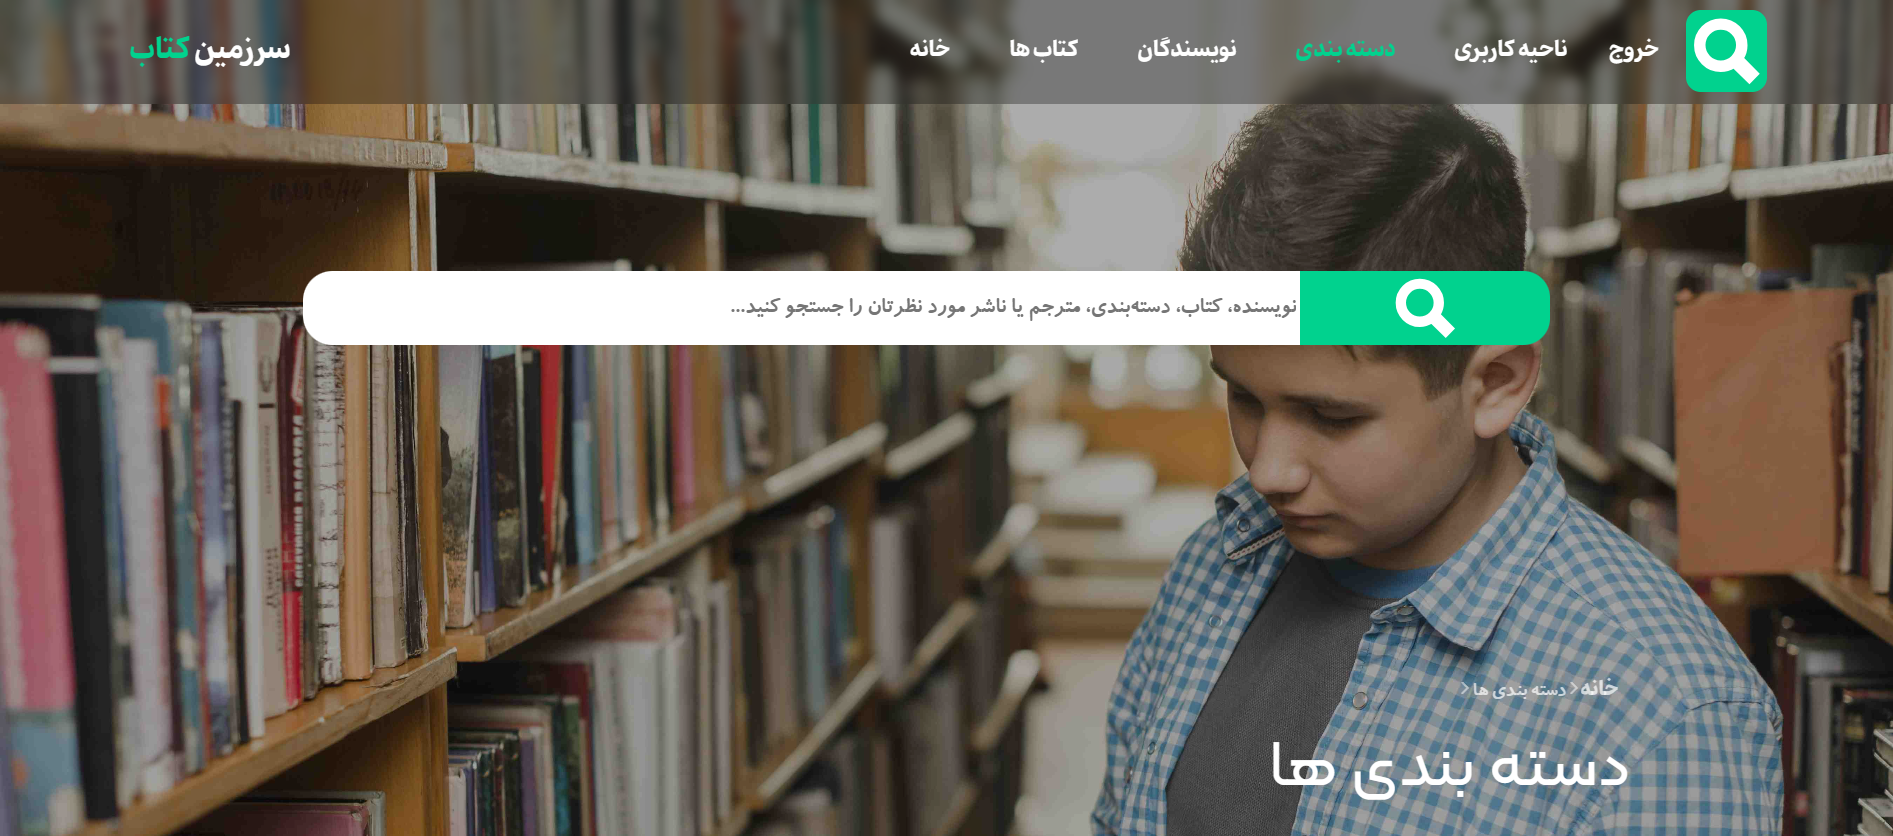 خروج
ناحیه کاربری
دسته بندی
نویسندگان
کتاب ها
خانه
سرزمین کتاب
نویسنده، کتاب، دسته‌بندی، مترجم یا ناشر مورد نظرتان را جستجو کنید...
خانه > دسته بندی ها >
دسته بندی ها